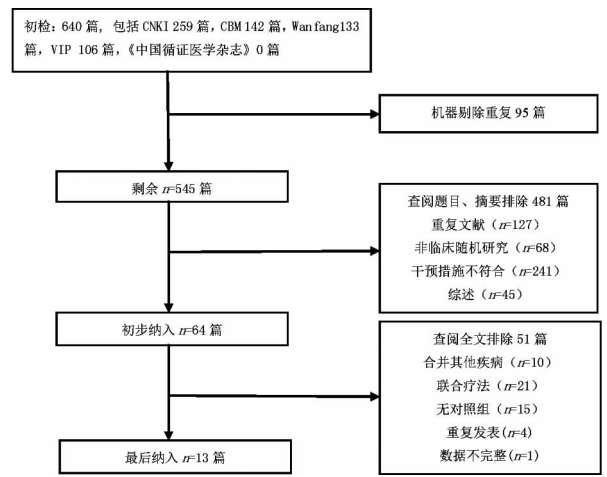 初检：640 篇，包括 CNKI 259 篇，CBM 142 篇，Wanfang133
篇，VIP 106 篇，《中国循证医学杂志》0 篇
机器剔除重复 95 篇
剩余 n=545 篇
查阅题目、摘要排除 481 篇
重复文献（n=127）
非临床随机研究（n=68）
干预措施不符合（n=241）
综述（n=45）
初步纳入 n=64 篇
查阅全文排除 51 篇
合并其他疾病（n=10）
联合疗法（n=21）
无对照组（n=15）
重复发表(n=4)
数据不完整(n=1)
最后纳入 n=13 篇